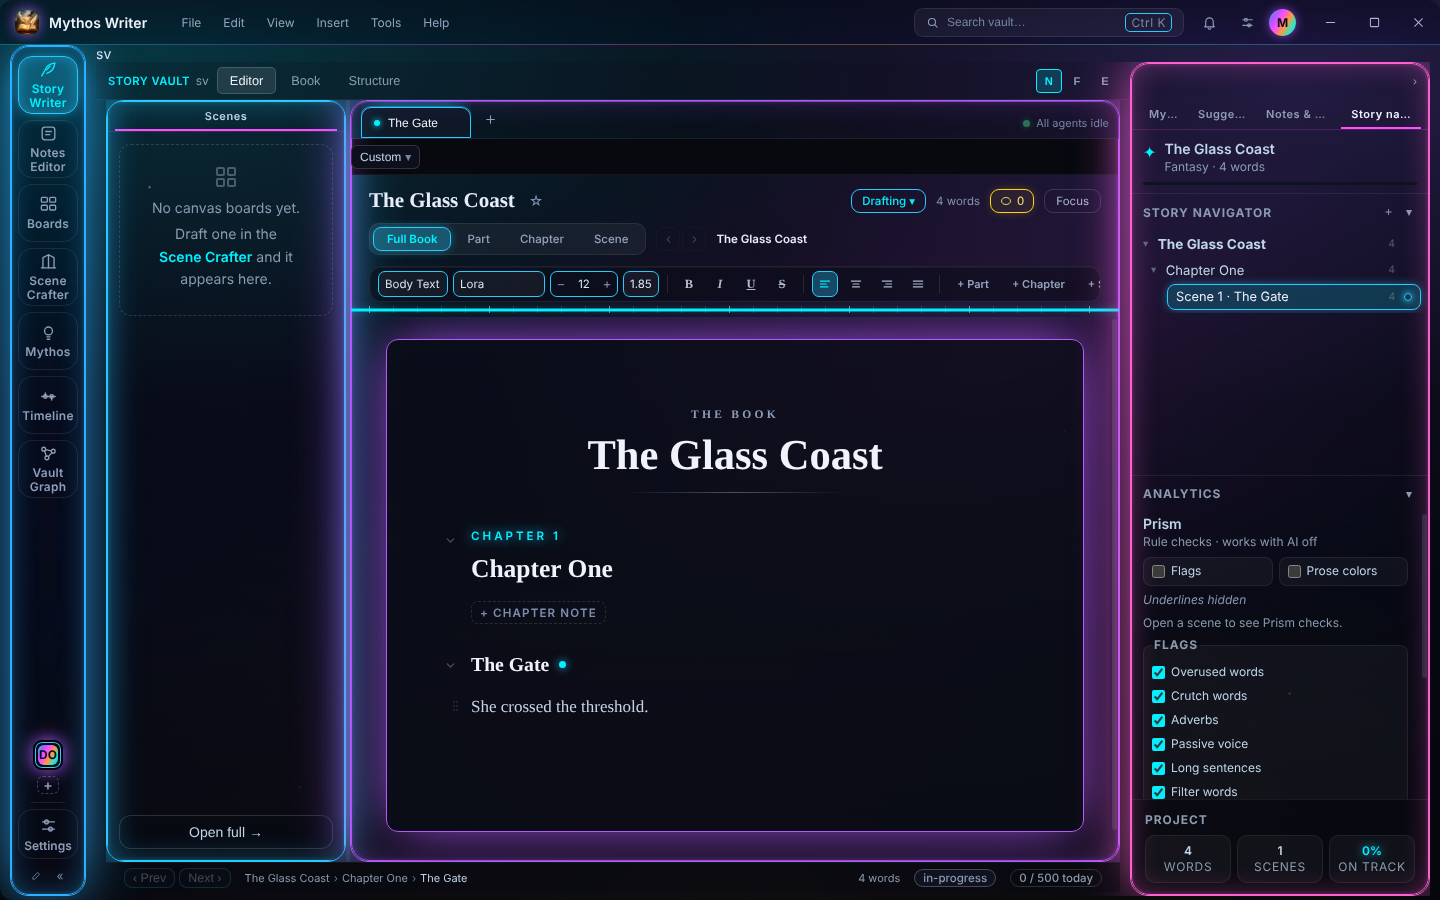 Mythos Writer
File Edit View Insert Tools Help
Search vault… Ctrl K
M
sv
Story Writer
Notes Editor
Boards
Scene Crafter
Mythos
Timeline
Vault Graph
DO
+
Settings
«
STORY VAULT sv Editor Book Structure
N F E
Scenes
No canvas boards yet.
Draft one in the
Scene Crafter and it
appears here.
Open full →
The Gate +
All agents idle
Custom ▾
The Glass Coast ☆
Drafting ▾ 4 words 0 Focus
Full Book Part Chapter Scene ‹ › The Glass Coast
Body Text Lora − 12 + 1.85 B I U S + Part + Chapter + S
THE BOOK
The Glass Coast
CHAPTER 1
Chapter One
+ CHAPTER NOTE
The Gate
She crossed the threshold.
‹ Prev Next › The Glass Coast › Chapter One › The Gate
4 words in-progress 0 / 500 today
›
My... Sugge... Notes & ... Story na...
The Glass Coast
Fantasy · 4 words
STORY NAVIGATOR + ▾
The Glass Coast 4
Chapter One 4
Scene 1 · The Gate 4
ANALYTICS ▾
Prism
Rule checks · works with AI off
Flags Prose colors
Underlines hidden
Open a scene to see Prism checks.
FLAGS
Overused words
Crutch words
Adverbs
Passive voice
Long sentences
Filter words
PROJECT
4 WORDS
1 SCENES
0% ON TRACK